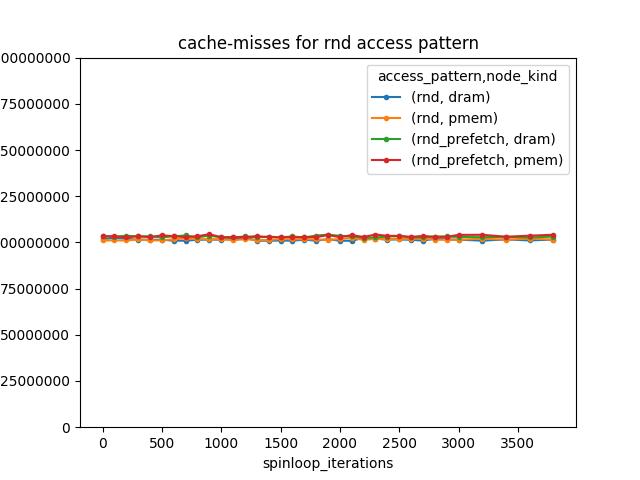 cache-misses for rnd access pattern
00000000
75000000
50000000
25000000
00000000
75000000
50000000
25000000
0
access_pattern,node_kind
(rnd, dram)
(rnd, pmem)
(rnd_prefetch, dram)
(rnd_prefetch, pmem)
0 500 1000 1500 2000 2500 3000 3500
spinloop_iterations